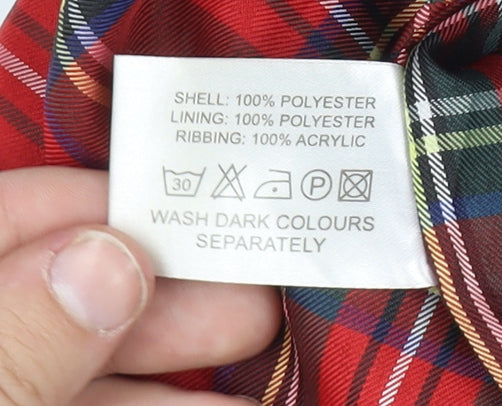 SHELL: 100% POLYESTER
LINING: 100% POLYESTER
RIBBING: 100% ACRYLIC
30 P
WASH DARK COLOURS
SEPARATELY